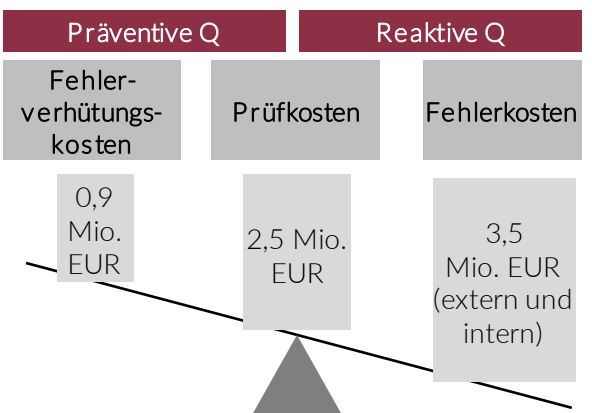 Präventive Q
Reaktive Q
Fehler-
verhütungs-
kosten
Prüfkosten
Fehlerkosten
0,9
Mio.
EUR
2,5 Mio.
EUR
3,5
Mio. EUR
(extern und
intern)